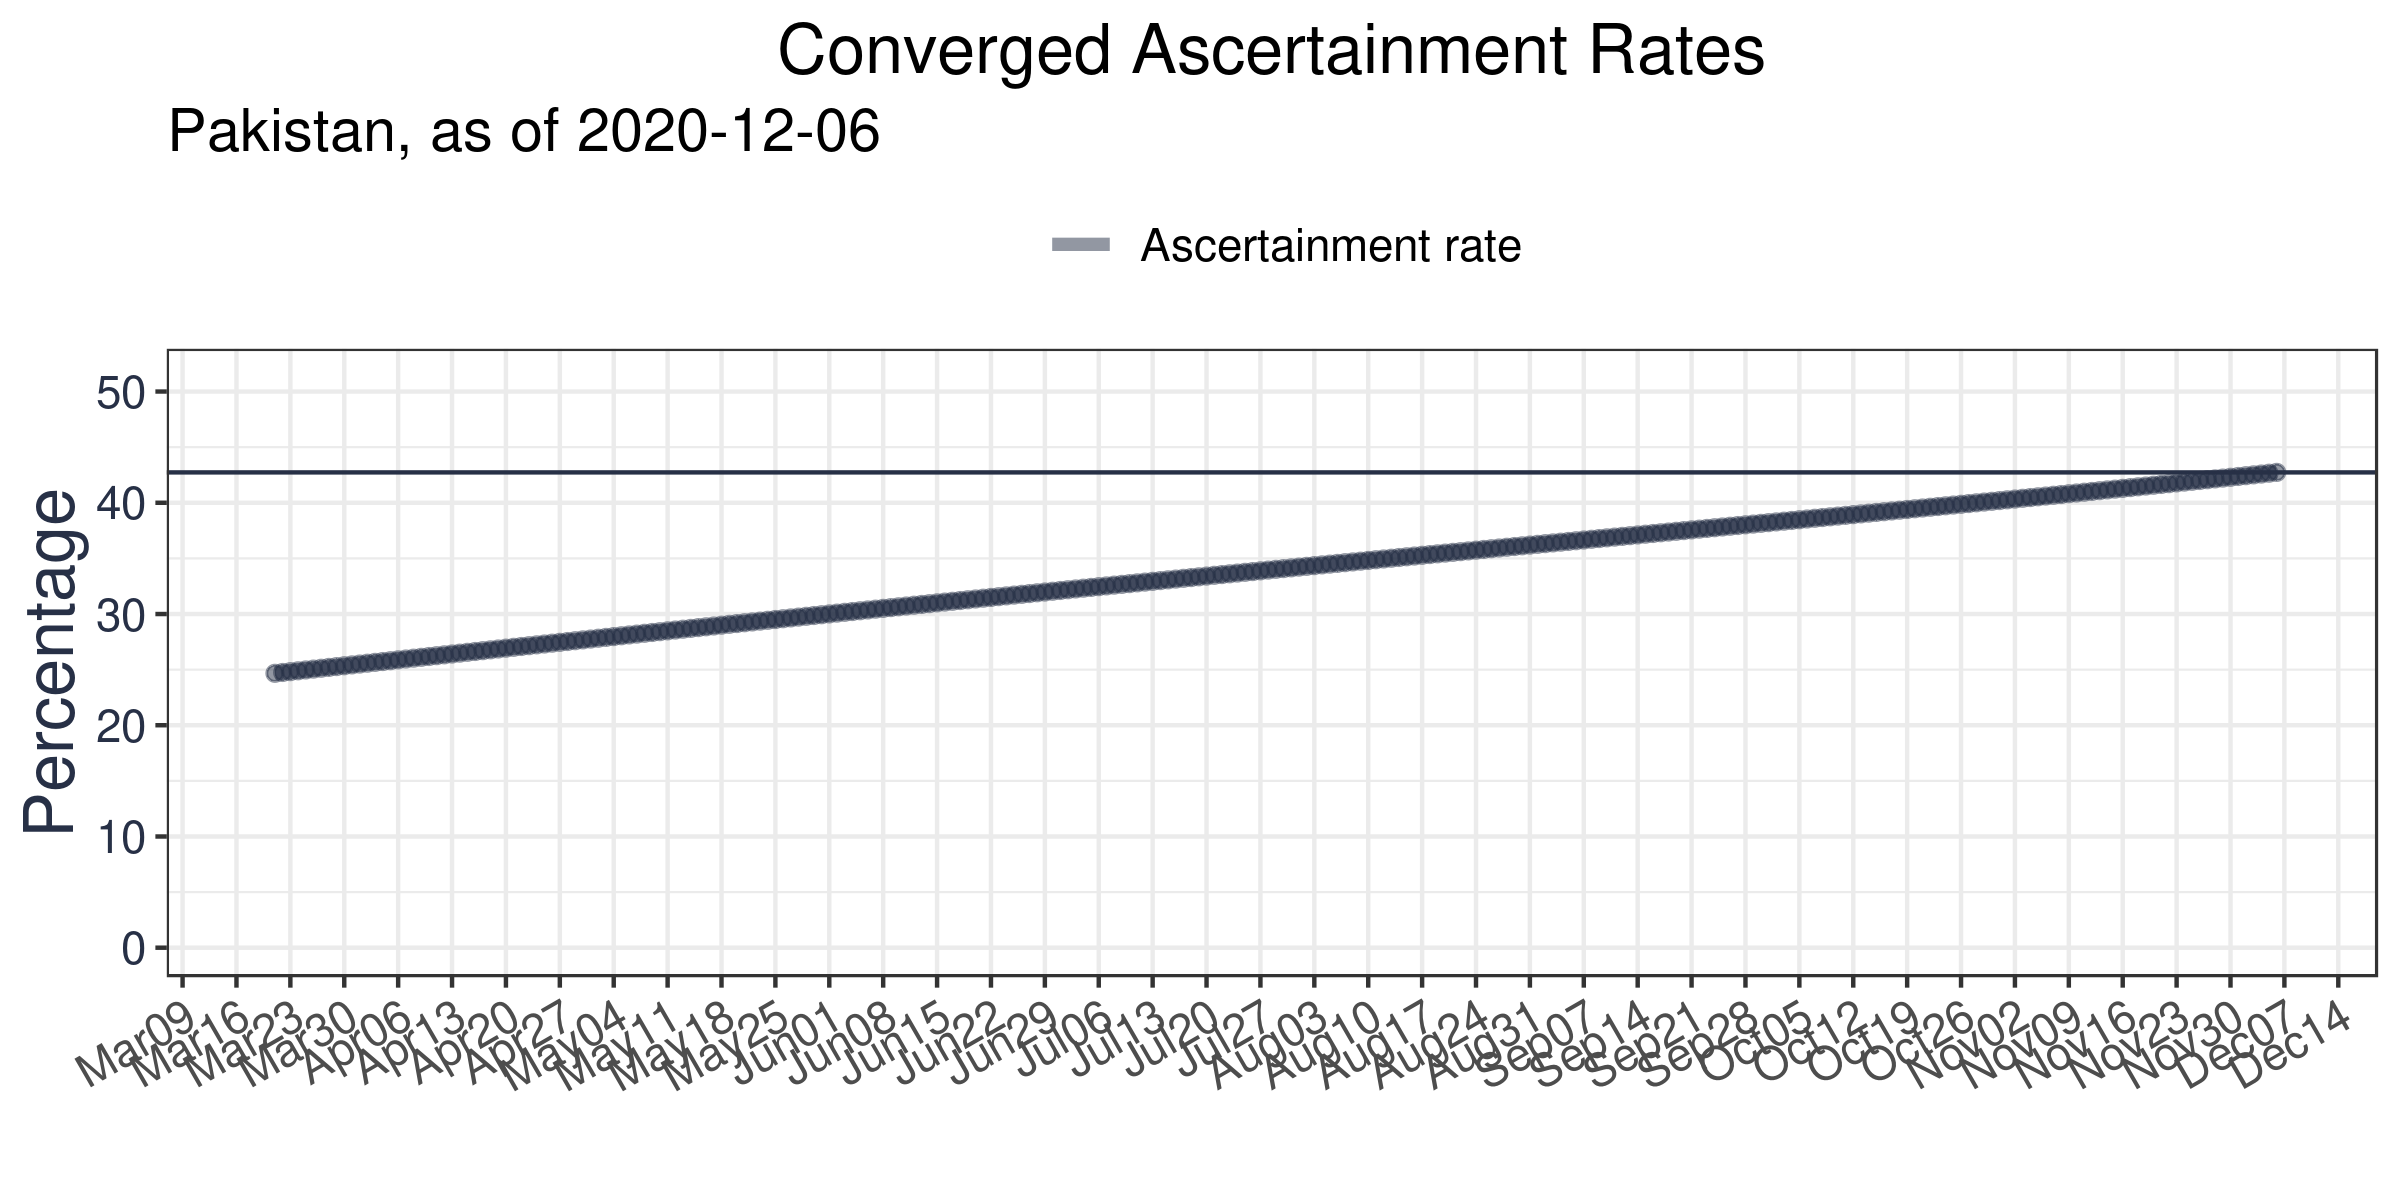 Converged Ascertainment Rates
Pakistan, as of 2020-12-06
Ascertainment rate
Percentage
50
40
30
20
10
0
Mar09
Mar16
Mar23
Mar30
Apr06
Apr13
Apr20
Apr27
May04
May11
May18
May25
Jun01
Jun08
Jun15
Jun22
Jun29
Jul06
Jul13
Jul20
Jul27
Aug03
Aug10
Aug17
Aug24
Aug31
Sep07
Sep14
Sep21
Sep28
Oct05
Oct12
Oct19
Oct26
Nov02
Nov09
Nov16
Nov23
Nov30
Dec07
Dec14